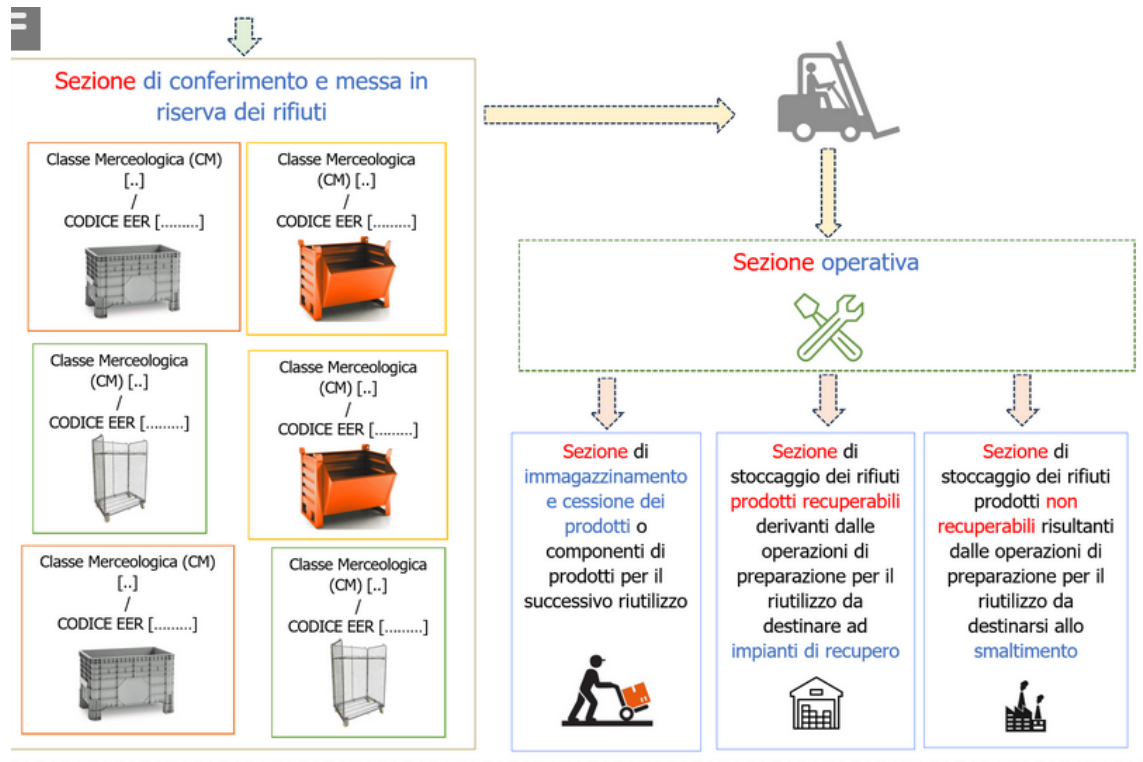 Sezione di conferimento e messa in
riserva dei rifiuti
Classe Merceologica (CM)
[..]
/
CODICE EER [.........]
Classe Merceologica
(CM) [..]
/
CODICE EER [.........]
Classe Merceologica
(CM) [..]
/
CODICE EER [.........]
Classe Merceologica
(CM) [..]
/
CODICE EER [.........]
Classe Merceologica (CM)
[..]
/
CODICE EER [.........]
Classe Merceologica
(CM) [..]
/
CODICE EER [.........]
Sezione operativa
Sezione di
immagazzinamento
e cessione dei
prodotti o
componenti di
prodotti per il
successivo riutilizzo
Sezione di
stoccaggio dei rifiuti
prodotti recuperabili
derivanti dalle
operazioni di
preparazione per il
riutilizzo da
destinare ad
impianti di recupero
Sezione di
stoccaggio dei rifiuti
prodotti non
recuperabili risultanti
dalle operazioni di
preparazione per il
riutilizzo da
destinarsi allo
smaltimento